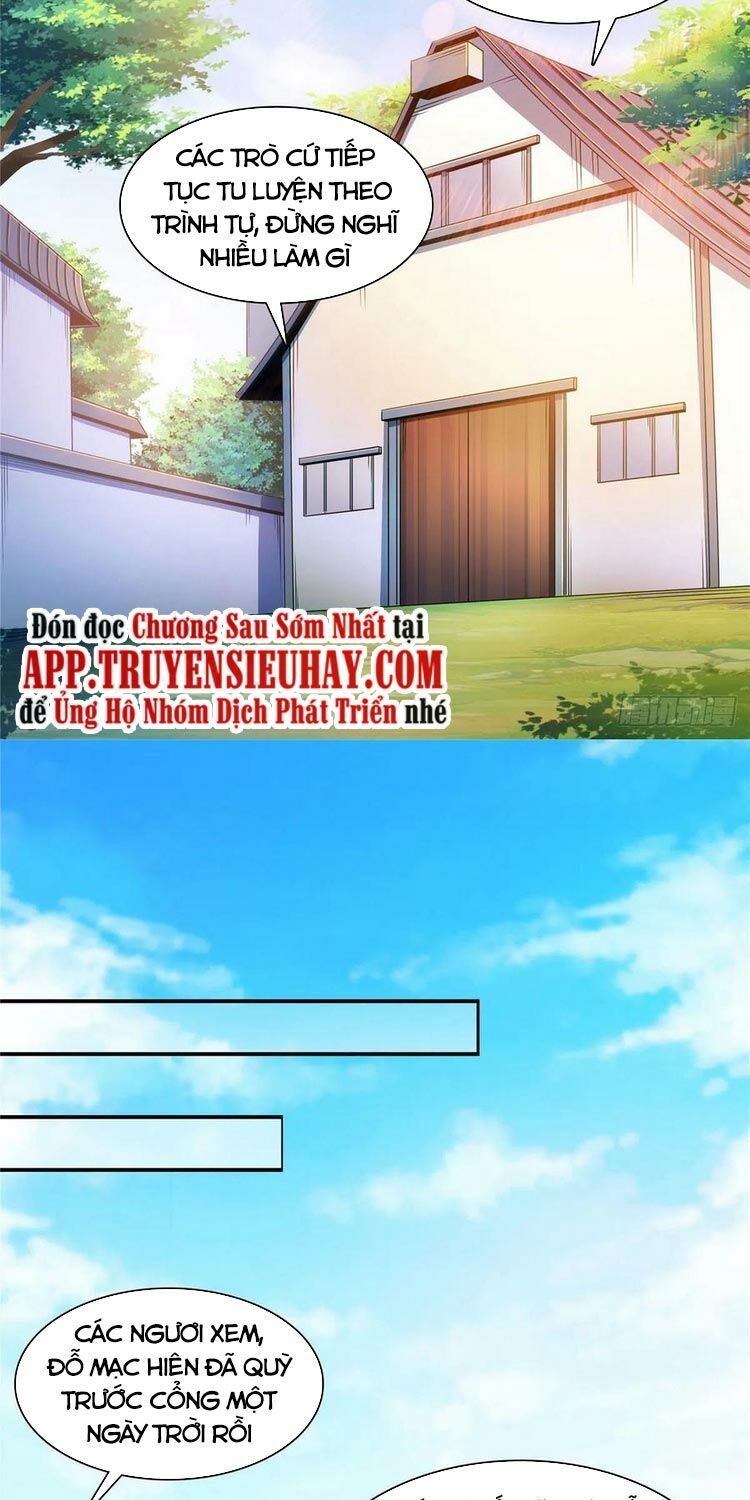 CÁC TRÒ CỨ TIẾP
TỤC TU LUYỆN THEO
TRÌNH TỰ, ĐỪNG NGHĨ
NHIỀU LÀM GÌ
Đón đọc Chương Sau Sớm Nhất tại
APP.TRUYENSIEUHAY.COM
để Ủng Hộ Nhóm Dịch Phát Triển nhé
CÁC NGƯƠI XEM,
ĐỖ MẠC HIÊN ĐÃ QUỲ
TRƯỚC CỔNG MỘT
NGÀY TRỜI RỒI